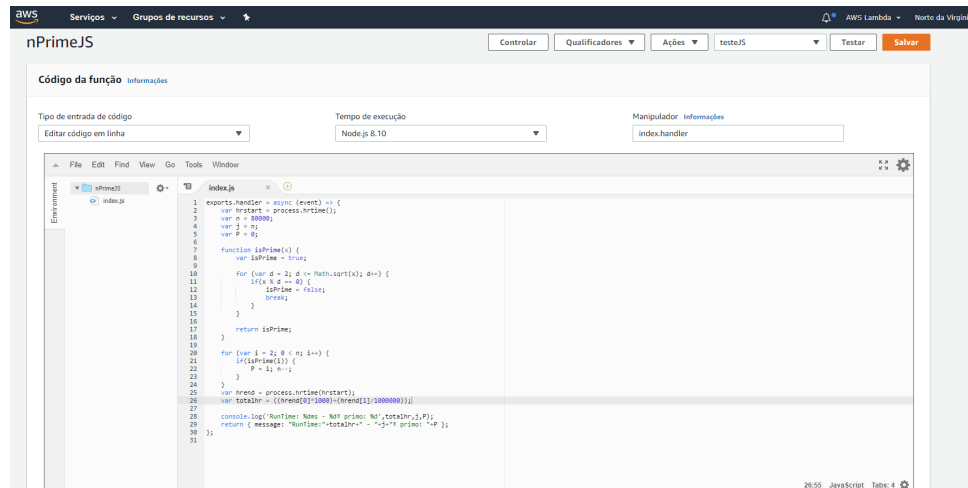 aws Serviços Grupos de recursos AWS Lambda Norte da Virgíni
nPrimeJS Controlar Qualificadores Ações testeJS Testar Salvar
Código da função Informações
Tipo de entrada de código Tempo de execução Manipulador Informações
Editar código em linha Node.js 8.10 index.handler
File Edit Find View Go Tools Window
Environment nPrimeJS index.js ×
index.js
1 exports.handler = async (event) => {
2 var hrstart = process.hrtime();
3 var n = 80000;
4 var j = n;
5 var P = 0;
6
7 function isPrime(x) {
8 var isPrime = true;
9
10 for (var d = 2; d <= Math.sqrt(x); d++) {
11 if(x % d == 0) {
12 isPrime = false;
13 break;
14 }
15 }
16
17 return isPrime;
18 }
19
20 for (var i = 2; 0 < n; i++) {
21 if(isPrime(i)) {
22 P = i; n--;
23 }
24 }
25 var hrend = process.hrtime(hrstart);
26 var totalhr = ((hrend[0]*1000)+(hrend[1]/1000000));
27
28 console.log('RunTime: %dms - %dº primo: %d',totalhr,j,P);
29 return { message: "RunTime:"+totalhr+" - "+j+"º primo: "+P };
30 };
31
26:55 JavaScript Tabs: 4